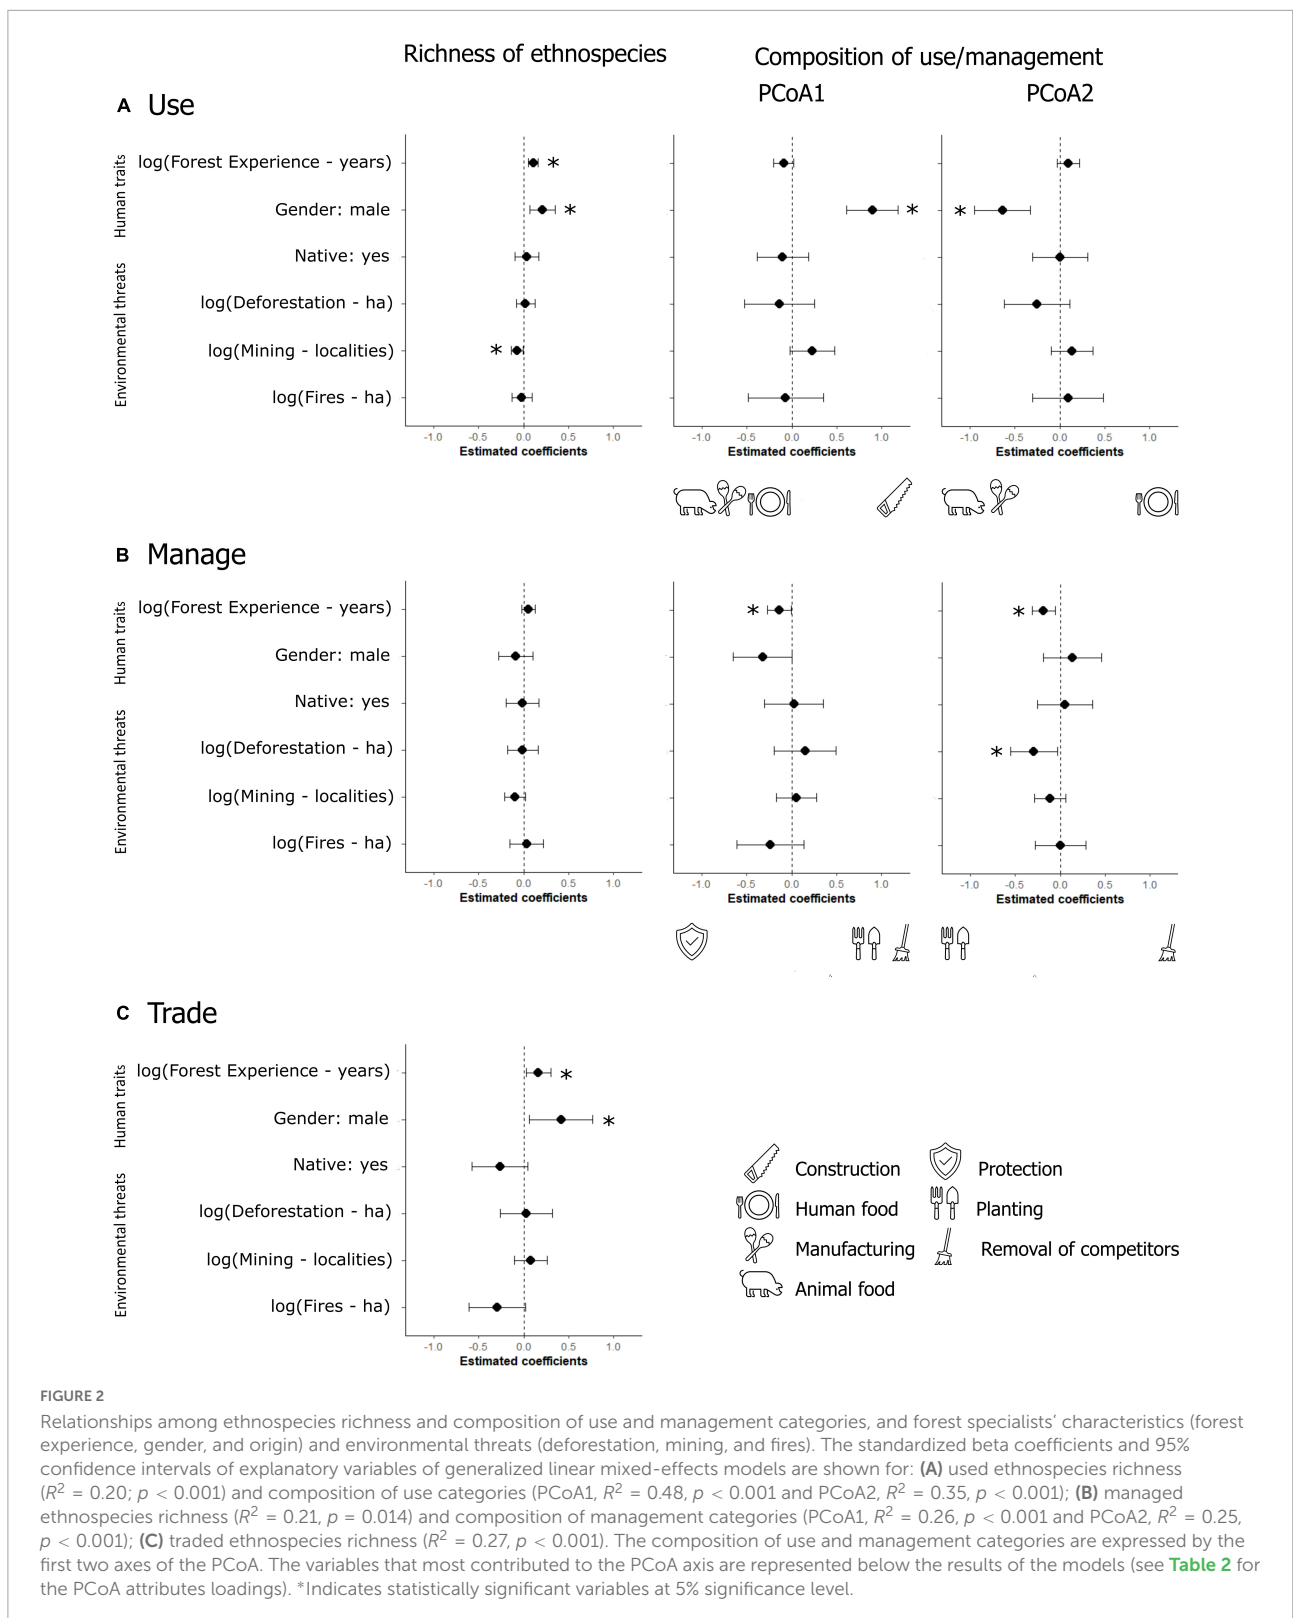 Richness of ethnospecies
Composition of use/management
PCoA1
PCoA2
A Use
Human traits
Environmental threats
log(Forest Experience - years)
*
Gender: male
*
*
*
Native: yes
log(Deforestation - ha)
log(Mining - localities)
*
log(Fires - ha)
-1.0 -0.5 0.0 0.5 1.0
Estimated coefficients
-1.0 -0.5 0.0 0.5 1.0
Estimated coefficients
-1.0 -0.5 0.0 0.5 1.0
Estimated coefficients
B Manage
Human traits
Environmental threats
log(Forest Experience - years)
*
*
Gender: male
Native: yes
log(Deforestation - ha)
*
log(Mining - localities)
log(Fires - ha)
-1.0 -0.5 0.0 0.5 1.0
Estimated coefficients
-1.0 -0.5 0.0 0.5 1.0
Estimated coefficients
-1.0 -0.5 0.0 0.5 1.0
Estimated coefficients
C Trade
Human traits
Environmental threats
log(Forest Experience - years)
*
Gender: male
*
Native: yes
log(Deforestation - ha)
log(Mining - localities)
log(Fires - ha)
-1.0 -0.5 0.0 0.5 1.0
Estimated coefficients
Construction
Protection
Human food
Planting
Manufacturing
Removal of competitors
Animal food
FIGURE 2
Relationships among ethnospecies richness and composition of use and management categories, and forest specialists' characteristics (forest
experience, gender, and origin) and environmental threats (deforestation, mining, and fires). The standardized beta coefficients and 95%
confidence intervals of explanatory variables of generalized linear mixed-effects models are shown for: (A) used ethnospecies richness
(R² = 0.20; p < 0.001) and composition of use categories (PCoA1, R² = 0.48, p < 0.001 and PCoA2, R² = 0.35, p < 0.001); (B) managed
ethnospecies richness (R² = 0.21, p = 0.014) and composition of management categories (PCoA1, R² = 0.26, p < 0.001 and PCoA2, R² = 0.25,
p < 0.001); (C) traded ethnospecies richness (R² = 0.27, p < 0.001). The composition of use and management categories are expressed by the
first two axes of the PCoA. The variables that most contributed to the PCoA axis are represented below the results of the models (see Table 2 for
the PCoA attributes loadings). *Indicates statistically significant variables at 5% significance level.